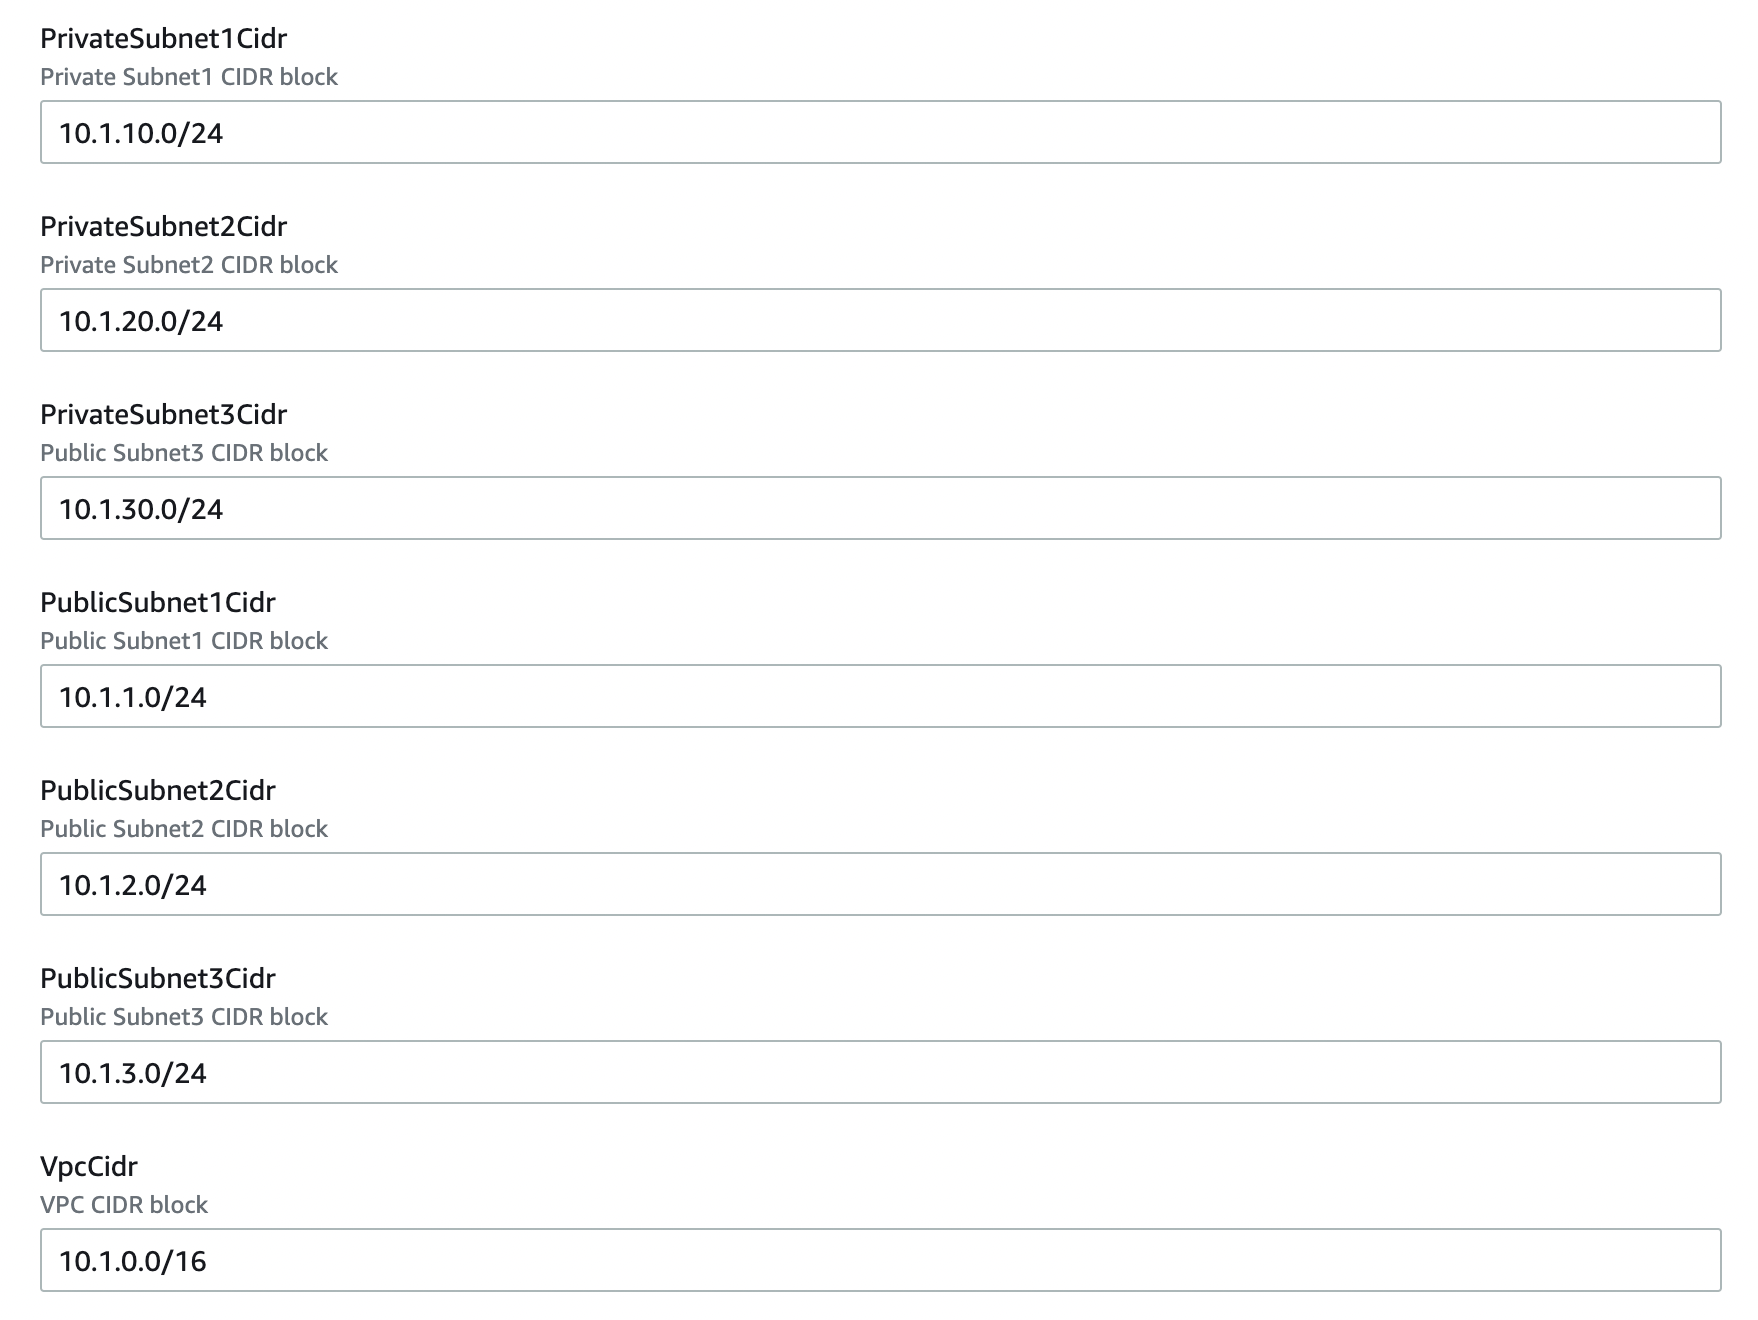 PrivateSubnet1Cidr
Private Subnet1 CIDR block
10.1.10.0/24
PrivateSubnet2Cidr
Private Subnet2 CIDR block
10.1.20.0/24
PrivateSubnet3Cidr
Public Subnet3 CIDR block
10.1.30.0/24
PublicSubnet1Cidr
Public Subnet1 CIDR block
10.1.1.0/24
PublicSubnet2Cidr
Public Subnet2 CIDR block
10.1.2.0/24
PublicSubnet3Cidr
Public Subnet3 CIDR block
10.1.3.0/24
VpcCidr
VPC CIDR block
10.1.0.0/16